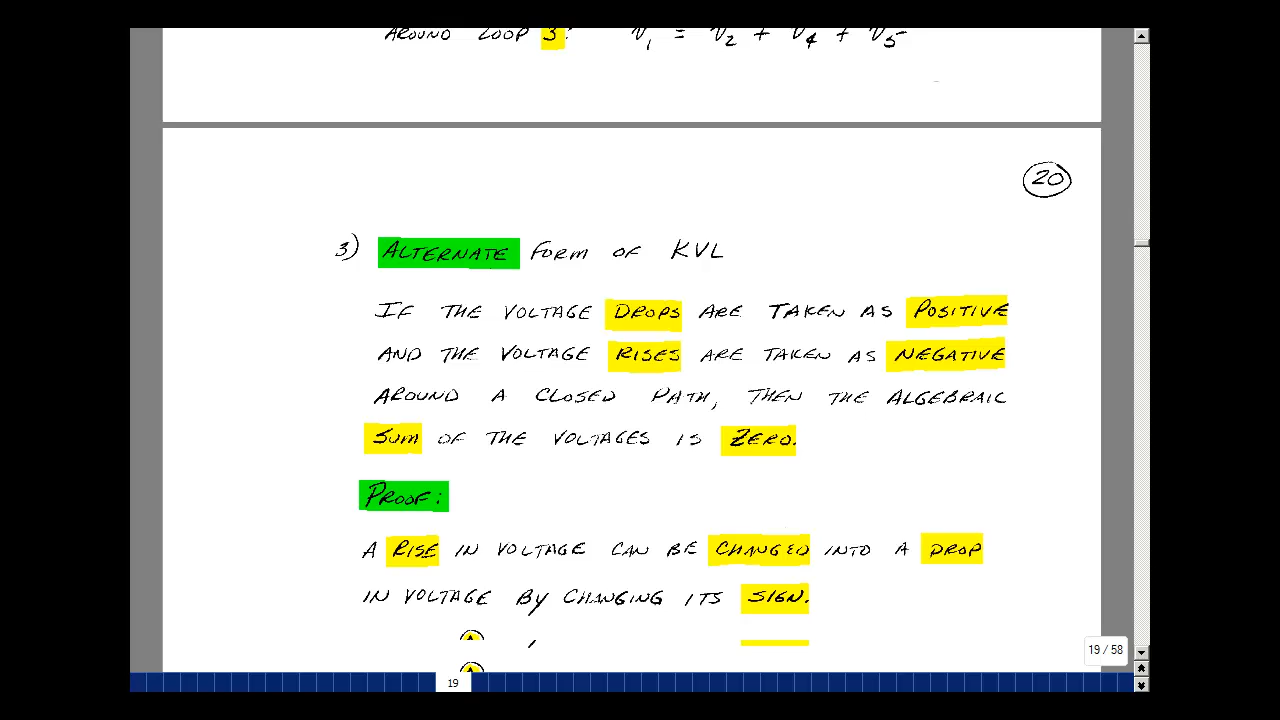 AROUND LOOP 3: V1 = V2 + V4 + V5
20
3) ALTERNATE FORM OF KVL
IF THE VOLTAGE DROPS ARE TAKEN AS POSITIVE
AND THE VOLTAGE RISES ARE TAKEN AS NEGATIVE
AROUND A CLOSED PATH, THEN THE ALGEBRAIC
SUM OF THE VOLTAGES IS ZERO.
PROOF:
A RISE IN VOLTAGE CAN BE CHANGED INTO A DROP
IN VOLTAGE BY CHANGING ITS SIGN.
19 / 58
19